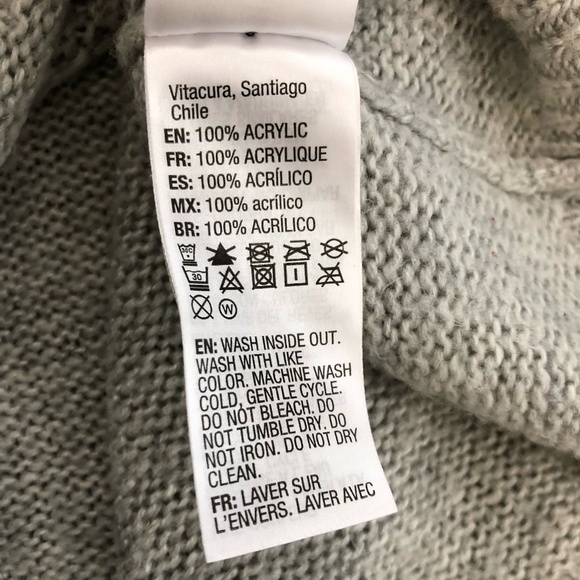 Vitacura, Santiago
Chile
EN: 100% ACRYLIC
FR: 100% ACRYLIQUE
ES: 100% ACRÍLICO
MX: 100% acrílico
BR: 100% ACRÍLICO
30C
30
W
EN: WASH INSIDE OUT.
WASH WITH LIKE
COLOR. MACHINE WASH
COLD, GENTLE CYCLE.
DO NOT BLEACH. DO
NOT TUMBLE DRY. DO
NOT IRON. DO NOT DRY
CLEAN.
FR: LAVER SUR
L'ENVERS. LAVER AVEC